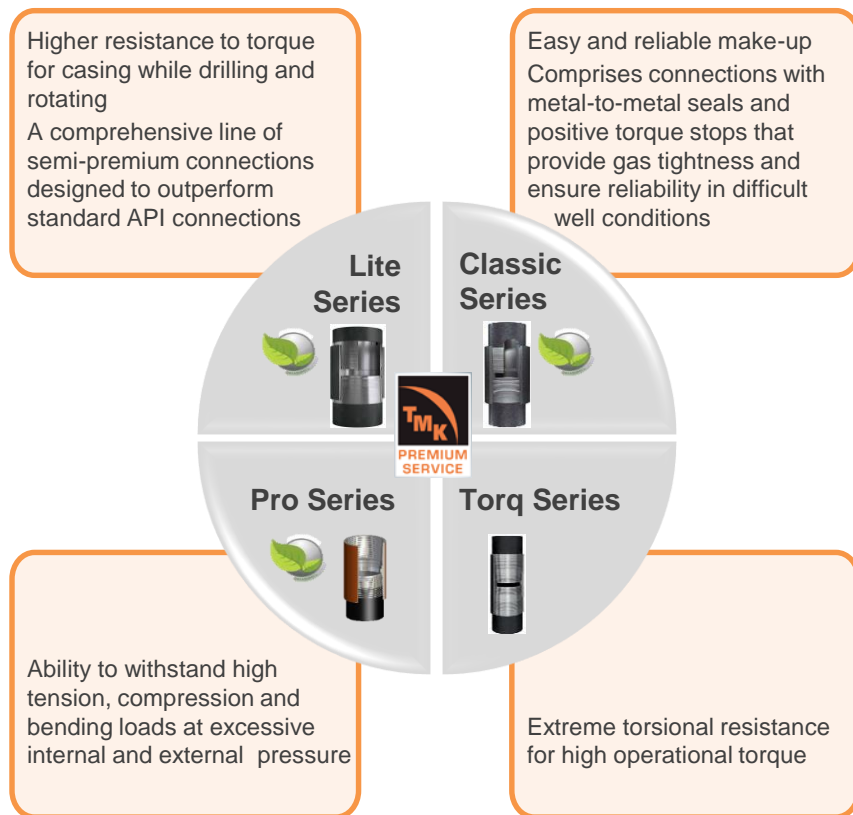 Higher resistance to torque
for casing while drilling and
rotating
A comprehensive line of
semi-premium connections
designed to outperform
standard API connections
Easy and reliable make-up
Comprises connections with
metal-to-metal seals and
positive torque stops that
provide gas tightness and
ensure reliability in difficult
well conditions
Lite
Series
Classic
Series
TMK
PREMIUM
SERVICE
Pro Series
Torq Series
Ability to withstand high
tension, compression and
bending loads at excessive
internal and external pressure
Extreme torsional resistance
for high operational torque